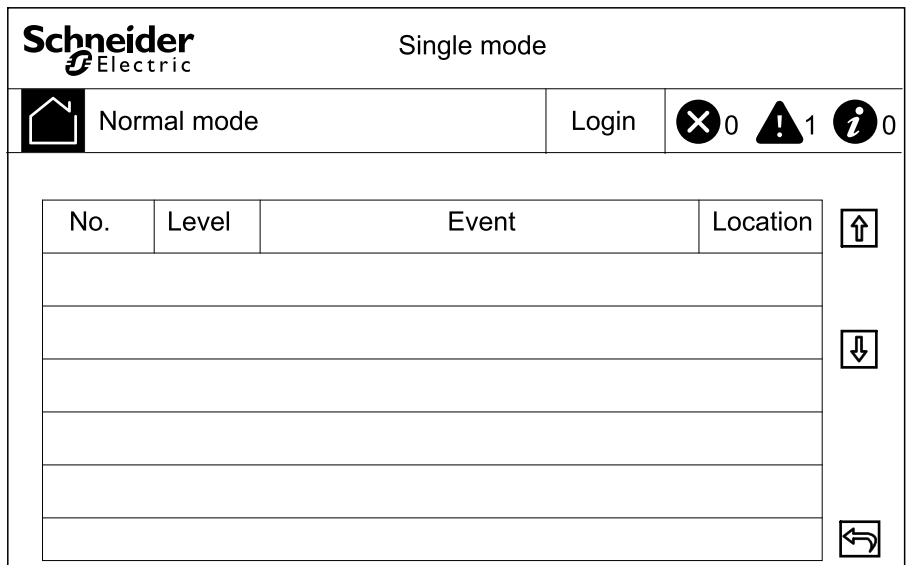 Schneider
Electric
Single mode
Normal mode
Login
0
1
0
No. Level Event Location